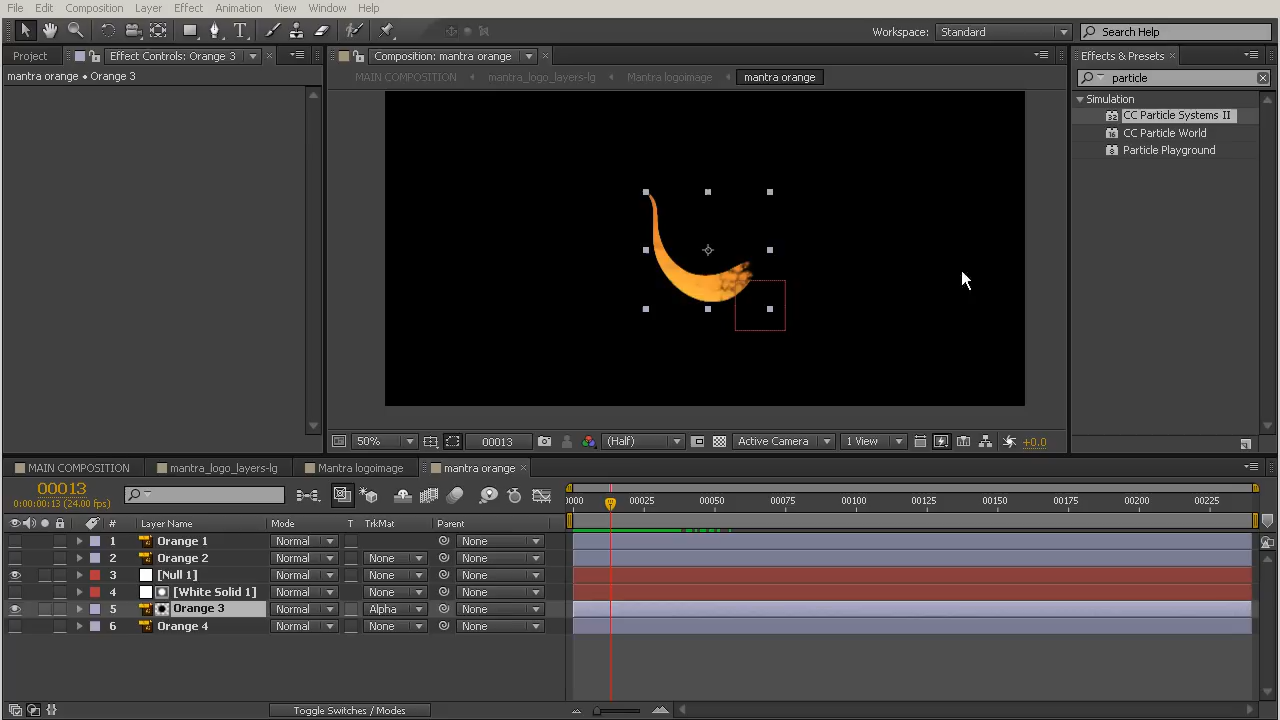 File Edit Composition Layer Effect Animation View Window Help
Workspace: Standard Search Help
Project Effect Controls: Orange 3 Composition: mantra orange Effects & Presets
mantra orange • Orange 3 MAIN COMPOSITION mantra_logo_layers-lg Mantra logoimage mantra orange particle
Simulation
CC Particle Systems II
CC Particle World
Particle Playground
50% 00013 (Half) Active Camera 1 View +0.0
MAIN COMPOSITION mantra_logo_layers-lg Mantra logoimage mantra orange
00013
0:00:00:13 (24.00 fps)
0000 00025 00050 00075 00100 00125 00150 00175 00200 00225
# Layer Name Mode T TrkMat Parent
1 Orange 1 Normal None
2 Orange 2 Normal None None
3 [Null 1] Normal None None
4 [White Solid 1] Normal None None
5 Orange 3 Normal Alpha None
6 Orange 4 Normal None None
Toggle Switches / Modes